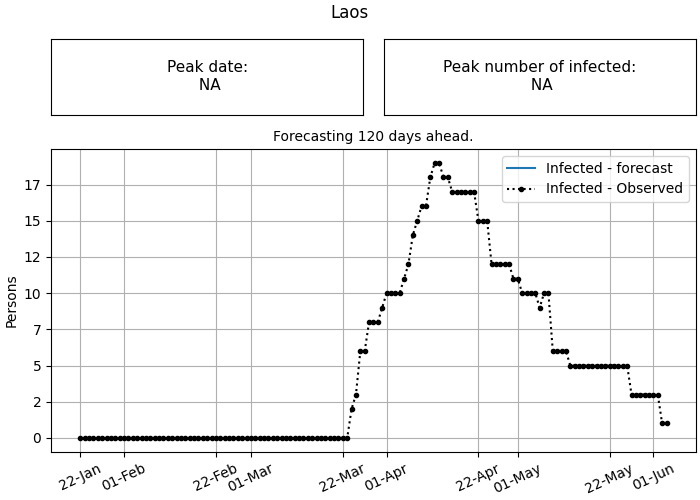 Laos
Peak date:
NA
Peak number of infected:
NA
Forecasting 120 days ahead.
Infected - forecast
Infected - Observed
Persons
17
15
12
10
7
5
2
0
22-Jan
01-Feb
22-Feb
01-Mar
22-Mar
01-Apr
22-Apr
01-May
22-May
01-Jun